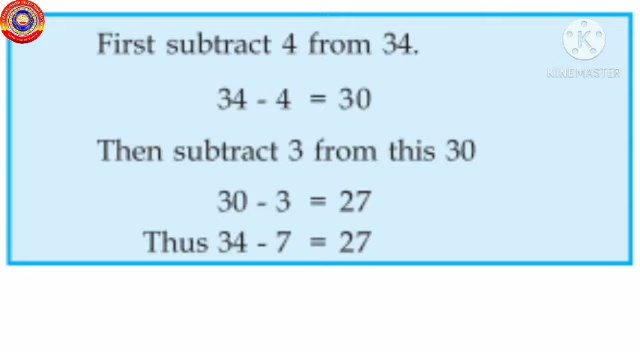 First subtract 4 from 34.
34 - 4 = 30
Then subtract 3 from this 30
30 - 3 = 27
Thus 34 - 7 = 27
KINEMASTER